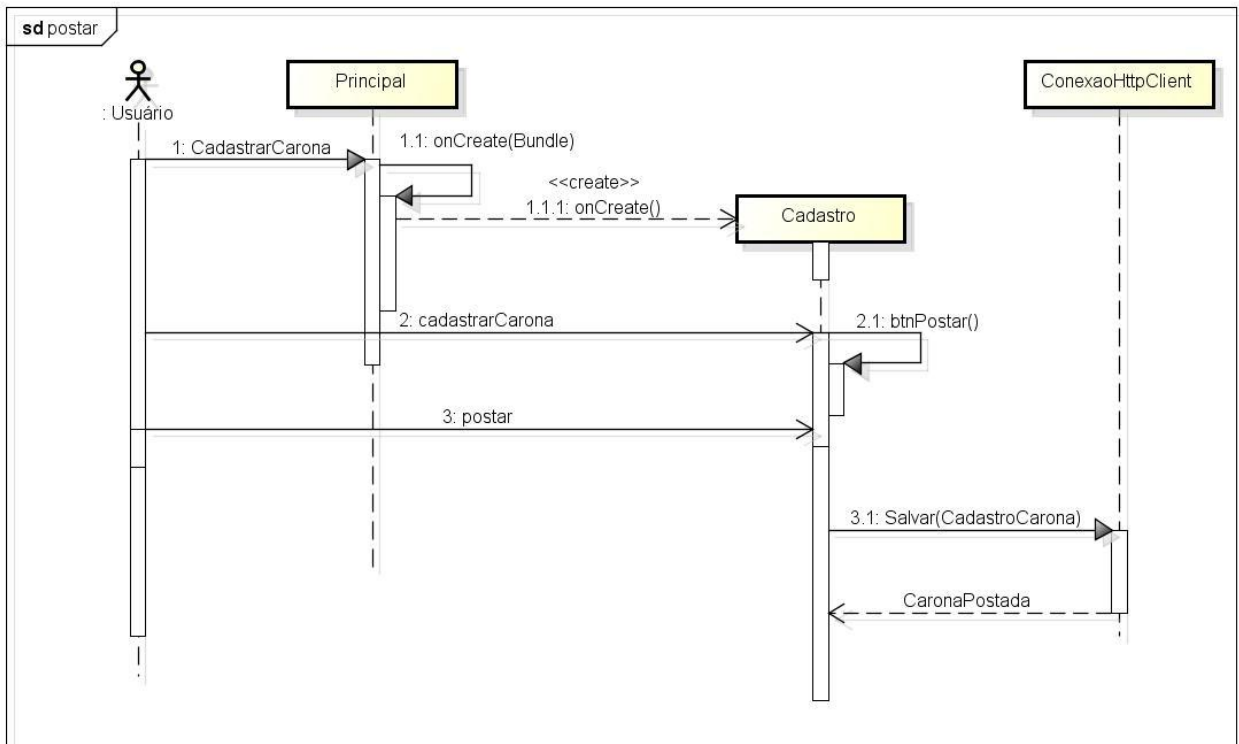 sd postar
: Usuário
Principal
ConexaoHttpClient
1: CadastrarCarona
1.1: onCreate(Bundle)
<<create>>
1.1.1: onCreate()
Cadastro
2: cadastrarCarona
2.1: btnPostar()
3: postar
3.1: Salvar(CadastroCarona)
CaronaPostada